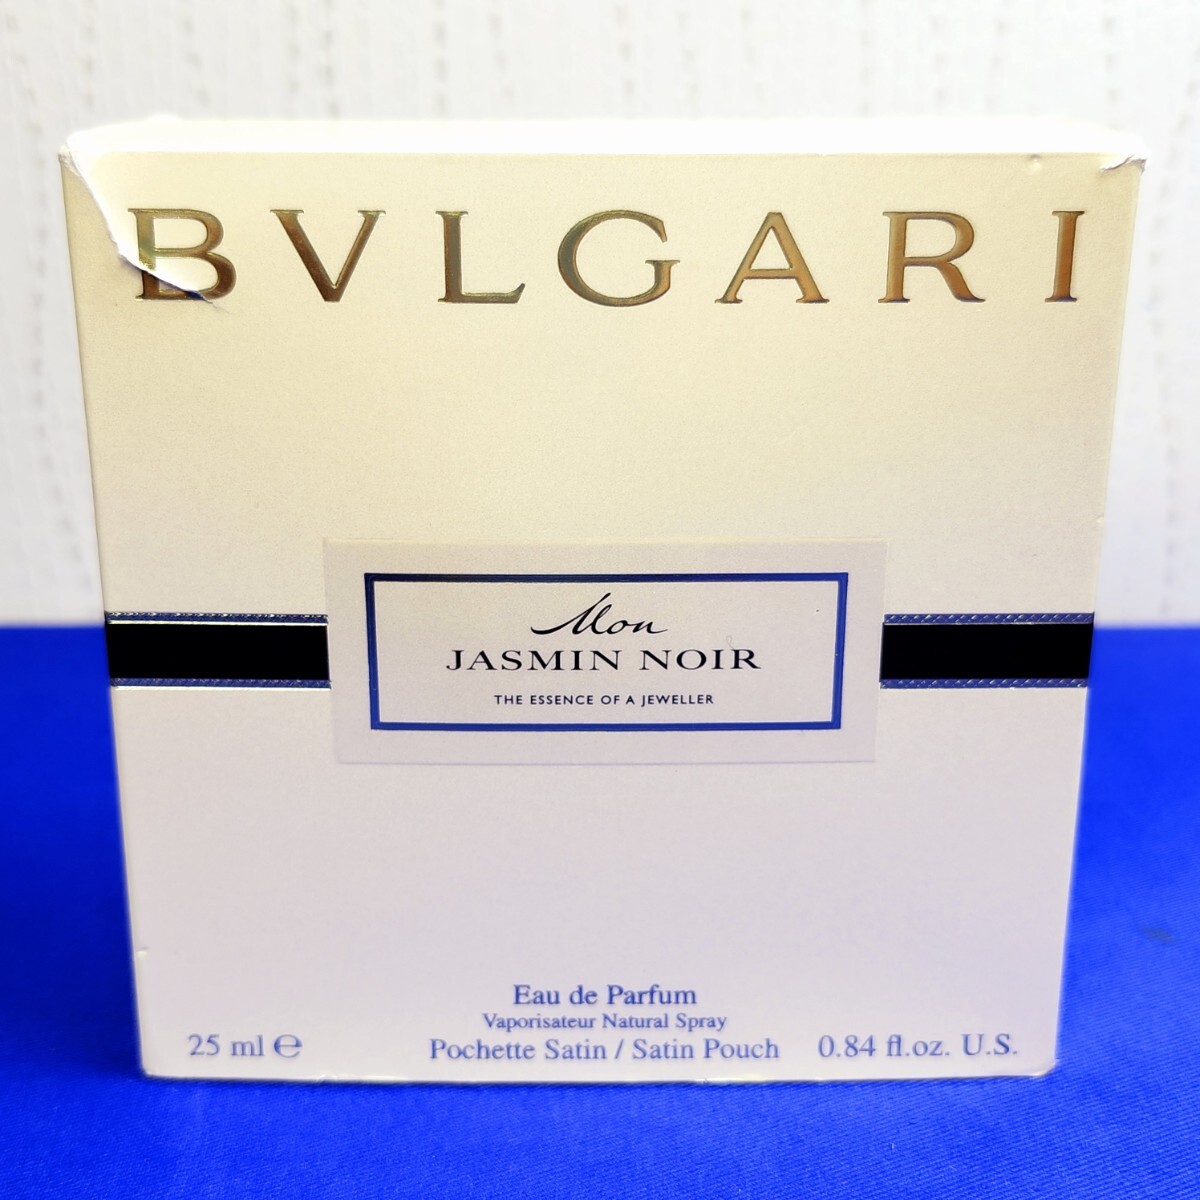 BVLGARI
Mon
JASMIN NOIR
THE ESSENCE OF A JEWELLER
Eau de Parfum
Vaporisateur Natural Spray
25 ml ℮ Pochette Satin / Satin Pouch 0.84 fl.oz. U.S.